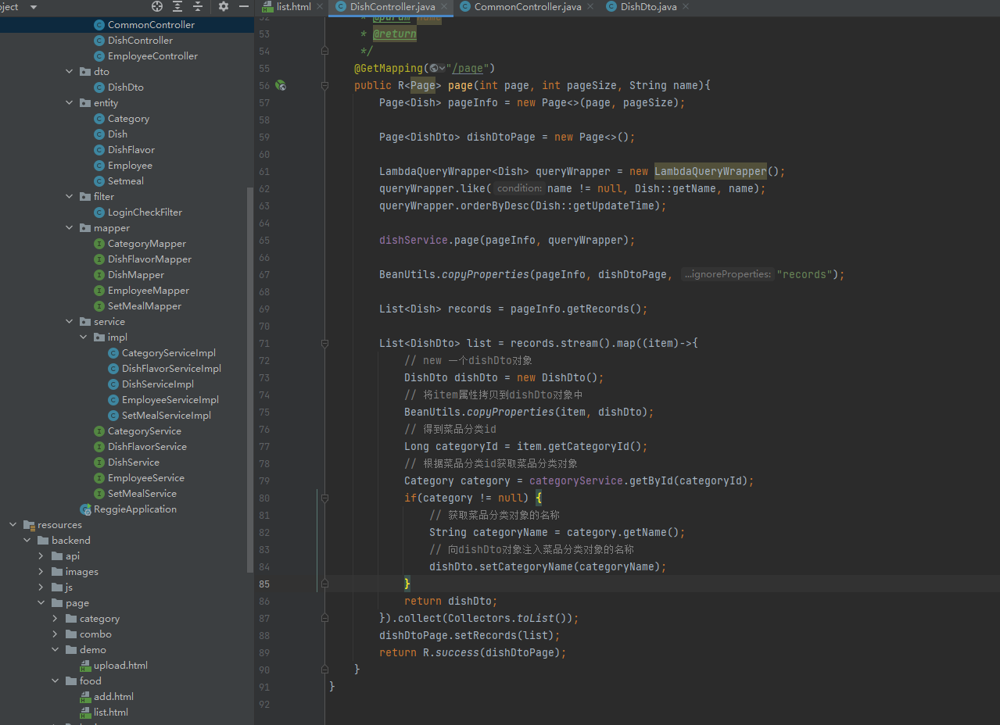 ject
list.html
DishController.java
CommonController.java
DishDto.java
CommonController
DishController
EmployeeController
dto
DishDto
entity
Category
Dish
DishFlavor
Employee
Setmeal
filter
LoginCheckFilter
mapper
CategoryMapper
DishFlavorMapper
DishMapper
EmployeeMapper
SetMealMapper
service
impl
CategoryServiceImpl
DishFlavorServiceImpl
DishServiceImpl
EmployeeServiceImpl
SetMealServiceImpl
CategoryService
DishFlavorService
DishService
EmployeeService
SetMealService
ReggieApplication
resources
backend
api
images
js
page
category
combo
demo
upload.html
food
add.html
list.html
52 * @param name
53 * @return
54 */
55 @GetMapping("/page")
56 public R<Page> page(int page, int pageSize, String name){
57 Page<Dish> pageInfo = new Page<>(page, pageSize);
58
59 Page<DishDto> dishDtoPage = new Page<>();
60
61 LambdaQueryWrapper<Dish> queryWrapper = new LambdaQueryWrapper();
62 queryWrapper.like( condition: name != null, Dish::getName, name);
63 queryWrapper.orderByDesc(Dish::getUpdateTime);
64
65 dishService.page(pageInfo, queryWrapper);
66
67 BeanUtils.copyProperties(pageInfo, dishDtoPage, ...ignoreProperties: "records");
68
69 List<Dish> records = pageInfo.getRecords();
70
71 List<DishDto> list = records.stream().map((item)->{
72 // new 一个dishDto对象
73 DishDto dishDto = new DishDto();
74 // 将item属性拷贝到dishDto对象中
75 BeanUtils.copyProperties(item, dishDto);
76 // 得到菜品分类id
77 Long categoryId = item.getCategoryId();
78 // 根据菜品分类id获取菜品分类对象
79 Category category = categoryService.getById(categoryId);
80 if(category != null) {
81 // 获取菜品分类对象的名称
82 String categoryName = category.getName();
83 // 向dishDto对象注入菜品分类对象的名称
84 dishDto.setCategoryName(categoryName);
85 }
86 return dishDto;
87 }).collect(Collectors.toList());
88 dishDtoPage.setRecords(list);
89 return R.success(dishDtoPage);
90 }
91 }
92